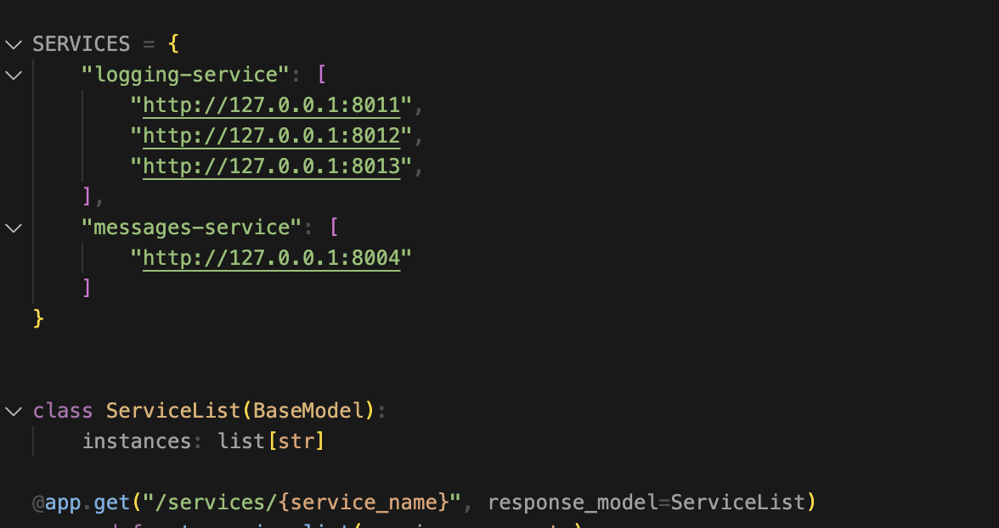 SERVICES = {
"logging-service": [
"http://127.0.0.1:8011",
"http://127.0.0.1:8012",
"http://127.0.0.1:8013",
],
"messages-service": [
"http://127.0.0.1:8004"
]
}
class ServiceList(BaseModel):
instances: list[str]
@app.get("/services/{service_name}", response_model=ServiceList)